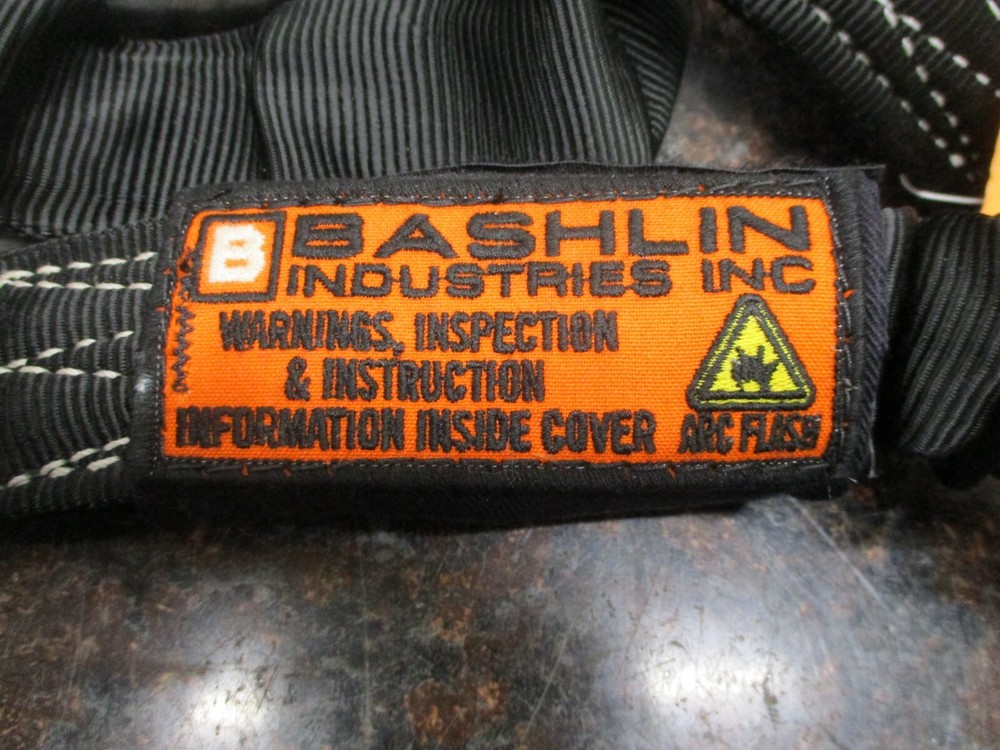 B BASHLIN
INDUSTRIES INC
WARNINGS, INSPECTION
& INSTRUCTION
INFORMATION INSIDE COVER
ARC FLASH